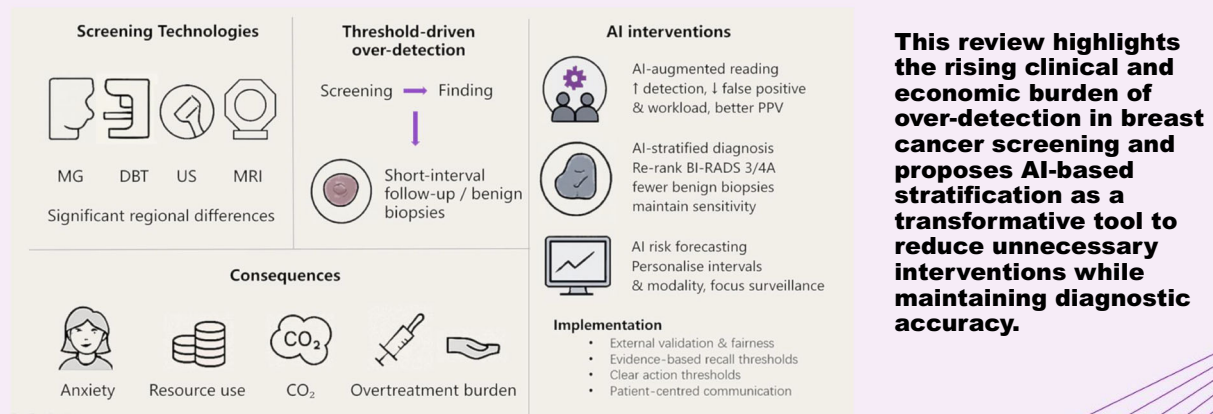 Screening Technologies
MG
DBT
US
MRI
Significant regional differences
Threshold-driven
over-detection
Screening → Finding
Short-interval
follow-up / benign
biopsies
Consequences
CO₂
Anxiety
Resource use
CO₂
Overtreatment burden
AI interventions
AI-augmented reading
↑ detection, ↓ false positive
& workload, better PPV
AI-stratified diagnosis
Re-rank BI-RADS 3/4A
fewer benign biopsies
maintain sensitivity
AI risk forecasting
Personalise intervals
& modality, focus surveillance
Implementation
• External validation & fairness
• Evidence-based recall thresholds
• Clear action thresholds
• Patient-centred communication
This review highlights
the rising clinical and
economic burden of
over-detection in breast
cancer screening and
proposes AI-based
stratification as a
transformative tool to
reduce unnecessary
interventions while
maintaining diagnostic
accuracy.